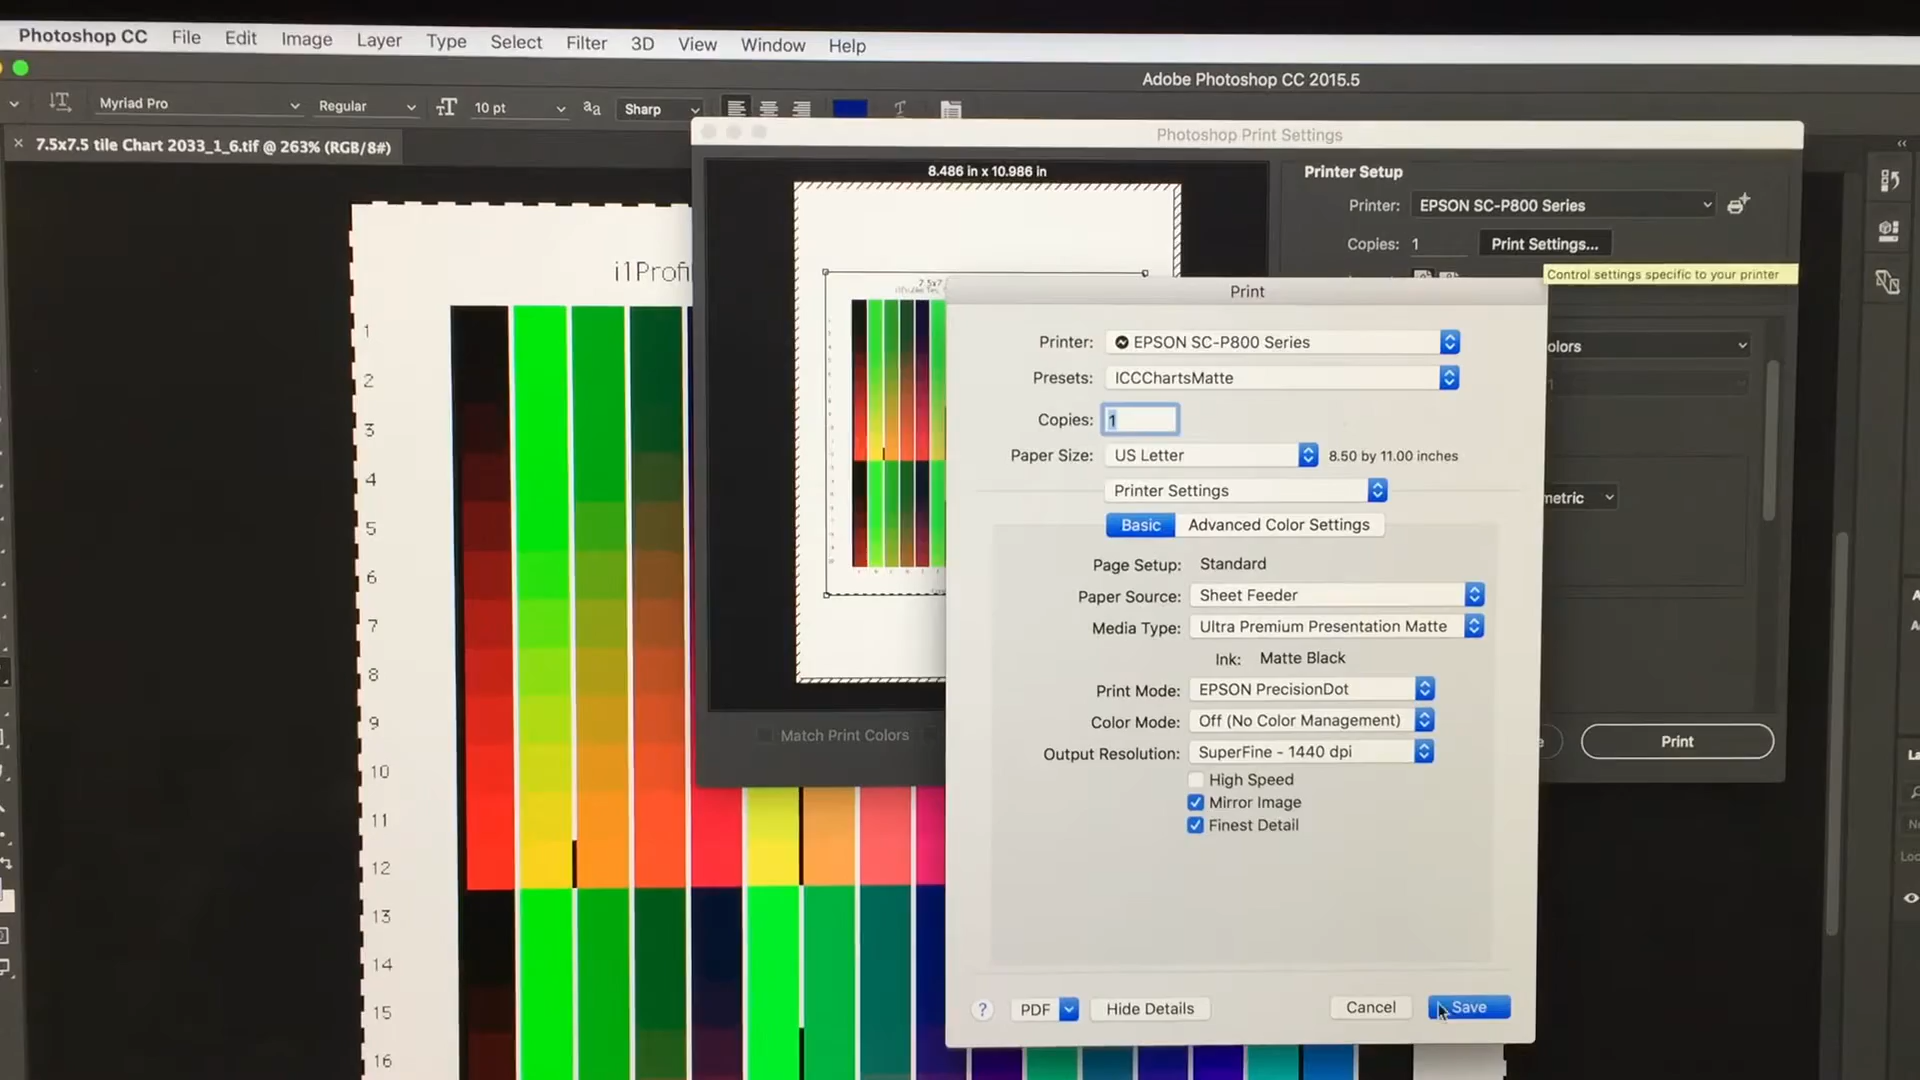 Photoshop CC File Edit Image Layer Type Select Filter 3D View Window Help
Adobe Photoshop CC 2015.5
Myriad Pro Regular 10 pt Sharp
7.5x7.5 tile Chart 2033_1_6.tif @ 263% (RGB/8#)
Photoshop Print Settings
8.486 in x 10.986 in
Printer Setup
Printer: EPSON SC-P800 Series
Copies: 1 Print Settings...
Control settings specific to your printer
i1Profi
Print
Printer: EPSON SC-P800 Series
Presets: ICCChartsMatte
Copies: 1
Paper Size: US Letter 8.50 by 11.00 inches
Printer Settings
Basic Advanced Color Settings
Page Setup: Standard
Paper Source: Sheet Feeder
Media Type: Ultra Premium Presentation Matte
Ink: Matte Black
Print Mode: EPSON PrecisionDot
Color Mode: Off (No Color Management)
Output Resolution: SuperFine - 1440 dpi
High Speed
Mirror Image
Finest Detail
? PDF Hide Details Cancel Save
olors
metric
Match Print Colors
Print
1
2
3
4
5
6
7
8
9
10
11
12
13
14
15
16